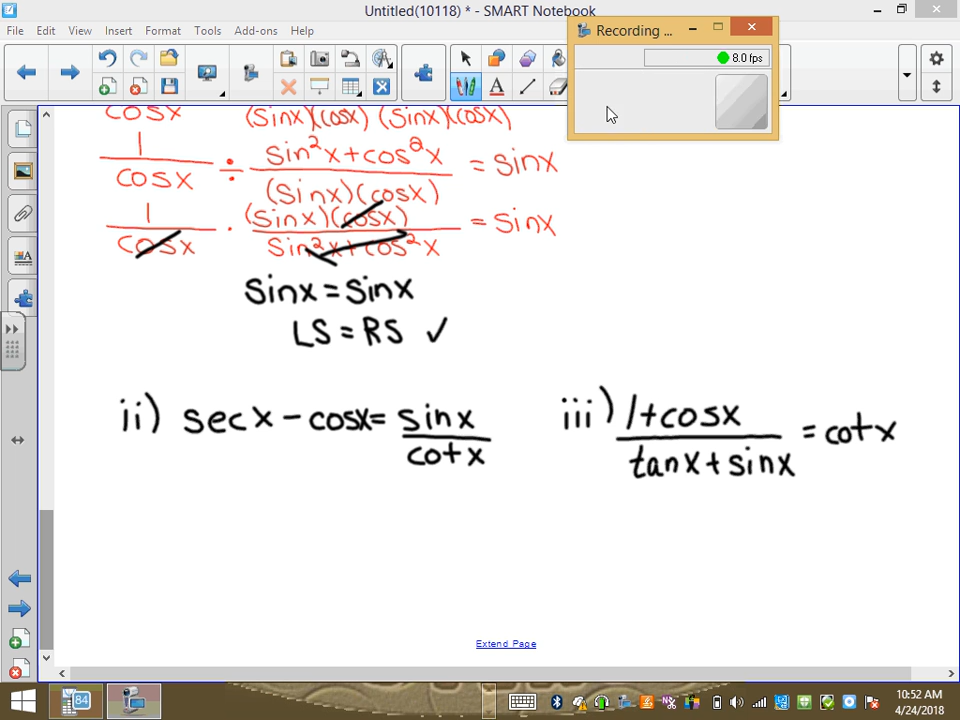 Untitled(10118) * - SMART Notebook
File Edit View Insert Format Tools Add-ons Help
Recording ...
8.0 fps
cosx (sinx)(cosx) (sinx)(cosx)
1/cosx ÷ sin²x+cos²x/(sinx)(cosx) = sinx
1/cosx · (sinx)(cosx)/sin²x+cos²x = sinx
sinx = sinx
LS = RS ✓
ii) secx - cosx = sinx/cotx
iii) 1+cosx/tanx+sinx = cotx
Extend Page
84
10:52 AM
4/24/2018